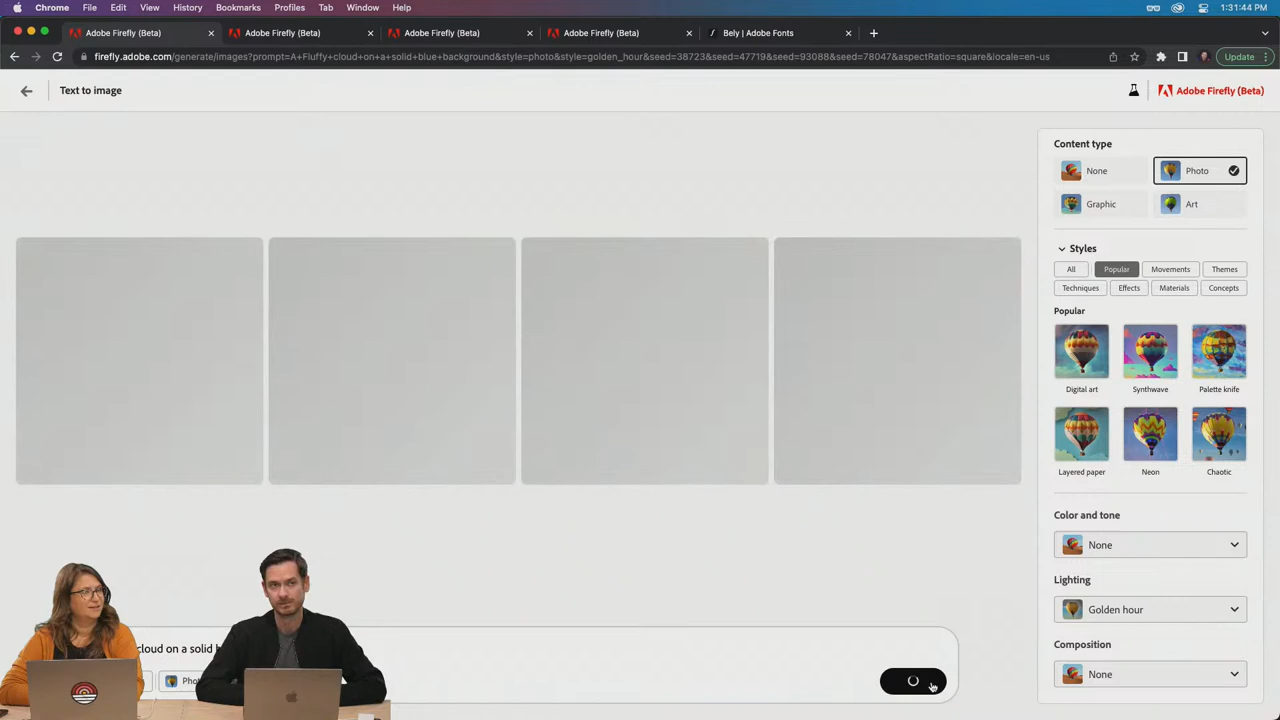 Chrome File Edit View History Bookmarks Profiles Tab Window Help
Fri Mar 31 1:31:44 PM
Adobe Firefly (Beta) Adobe Firefly (Beta) Adobe Firefly (Beta) Adobe Firefly (Beta) Bely | Adobe Fonts
firefly.adobe.com/generate/images?prompt=A+Fluffy+cloud+on+a+solid+blue+background&style=photo&style=golden_hour&seed=38723&seed=47719&seed=93088&seed=78047&aspectRatio=square&locale=en-us
Update
Text to image
Adobe Firefly (Beta)
Content type
None Photo
Graphic Art
Styles
All Popular Movements Themes
Techniques Effects Materials Concepts
Popular
Digital art Synthwave Palette knife
Layered paper Neon Chaotic
Color and tone
None
Lighting
Golden hour
Composition
None
cloud on a solid